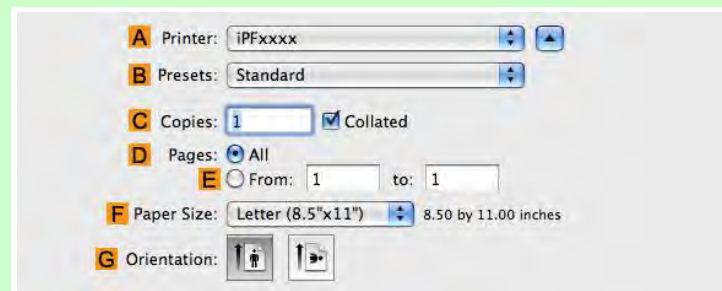 A Printer: iPFxxxx
B Presets: Standard
C Copies: 1 Collated
D Pages: All
E From: 1 to: 1
F Paper Size: Letter (8.5"x11") 8.50 by 11.00 inches
G Orientation: